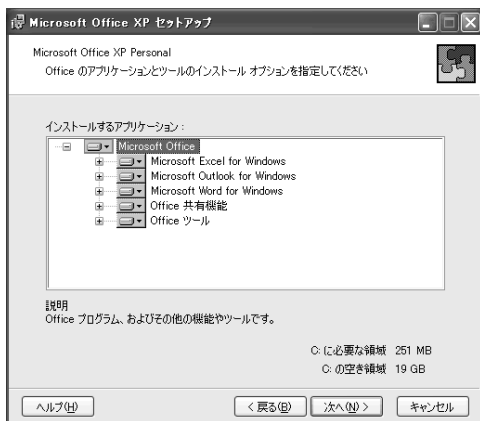 Microsoft Office XP セットアップ
Microsoft Office XP Personal
Office のアプリケーションとツールのインストール オプションを指定してください
インストールするアプリケーション:
Microsoft Office
Microsoft Excel for Windows
Microsoft Outlook for Windows
Microsoft Word for Windows
Office 共有機能
Office ツール
説明
Office プログラム、およびその他の機能やツールです。
C: に必要な領域 251 MB
C: の空き領域 19 GB
ヘルプ(H) < 戻る(B) 次へ(N) > キャンセル